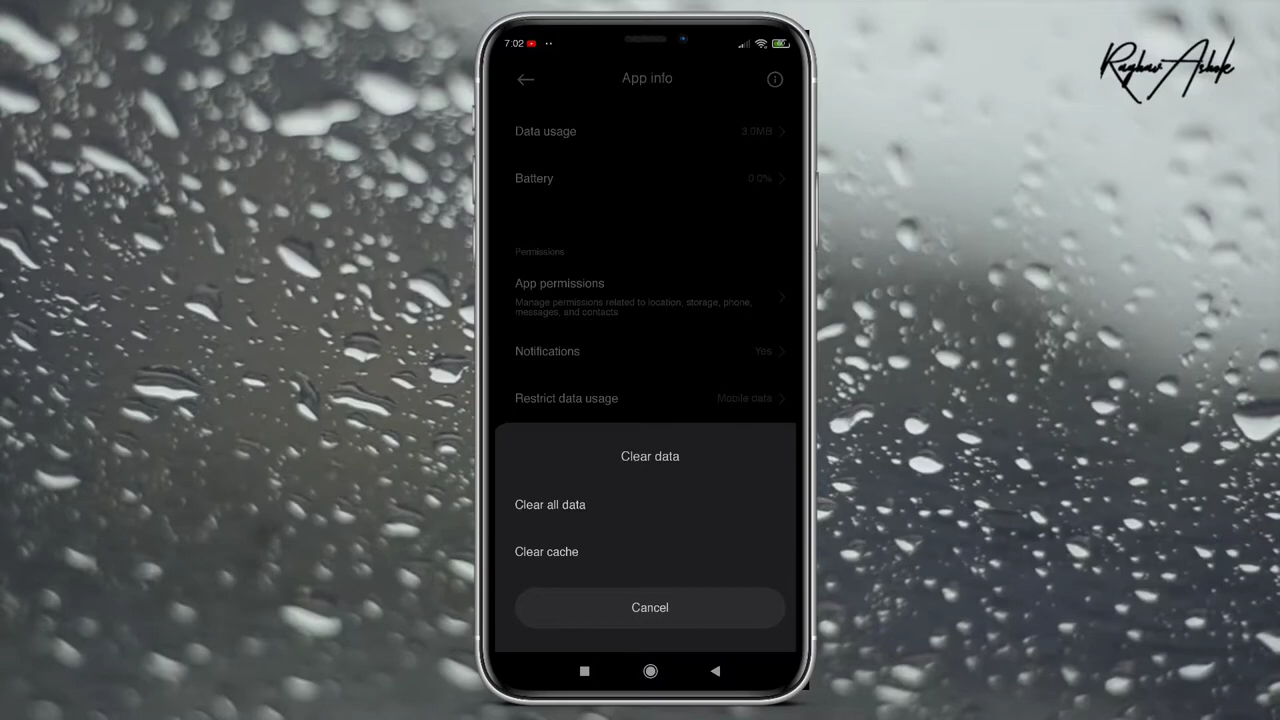 Raghav Ashok
7:02
App info
Data usage 3.0MB
Battery 0.0%
Permissions
App permissions
Manage permissions related to location, storage, phone,
messages, and contacts
Notifications Yes
Restrict data usage Mobile data
Clear data
Clear all data
Clear cache
Cancel